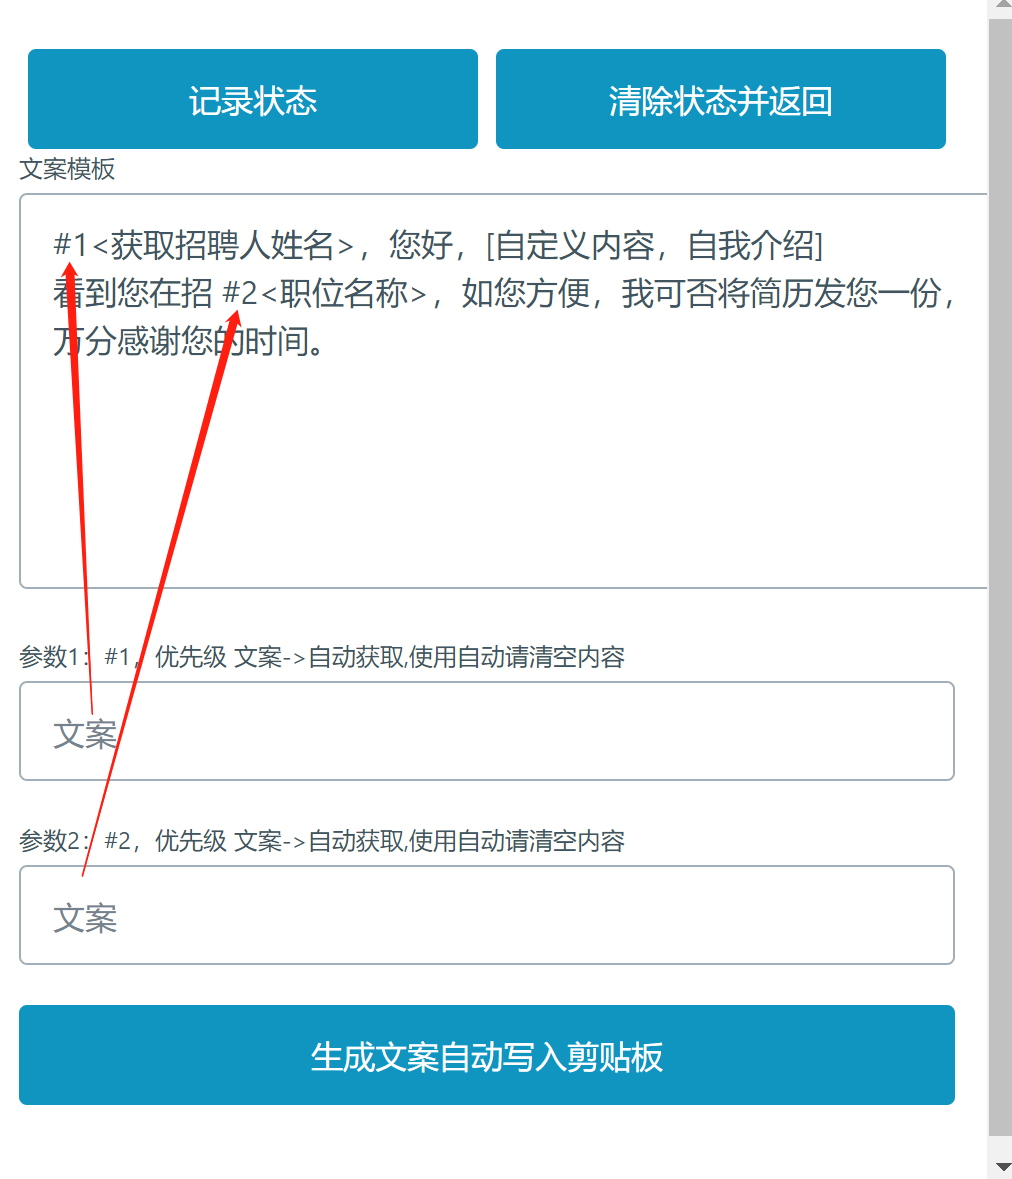 记录状态
清除状态并返回
文案模板
#1<获取招聘人姓名>，您好，[自定义内容，自我介绍]
看到您在招 #2<职位名称>，如您方便，我可否将简历发您一份，
万分感谢您的时间。
参数1：#1，优先级 文案->自动获取,使用自动请清空内容
文案
参数2：#2，优先级 文案->自动获取,使用自动请清空内容
文案
生成文案自动写入剪贴板